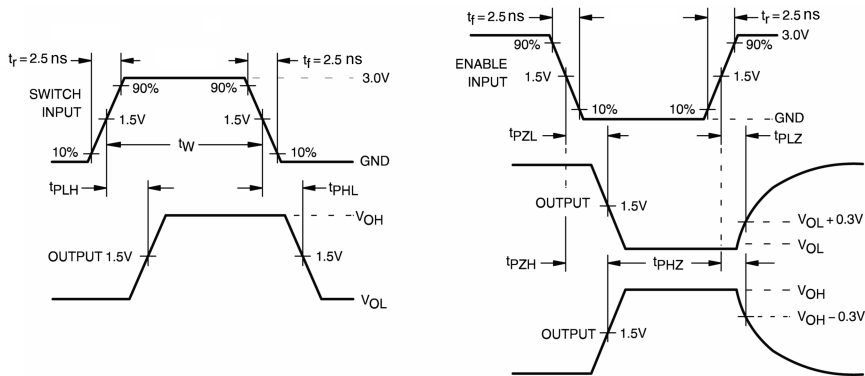 tr = 2.5 ns
tf = 2.5 ns
SWITCH
INPUT
90%
90%
3.0V
1.5V
1.5V
tW
10%
10%
GND
tPLH
tPHL
VOH
OUTPUT 1.5V
1.5V
VOL
tf = 2.5 ns
tr = 2.5 ns
90%
90%
3.0V
ENABLE
INPUT
1.5V
1.5V
10%
10%
GND
tPZL
tPLZ
OUTPUT
1.5V
VOL + 0.3V
VOL
tPZH
tPHZ
VOH
VOH − 0.3V
OUTPUT
1.5V